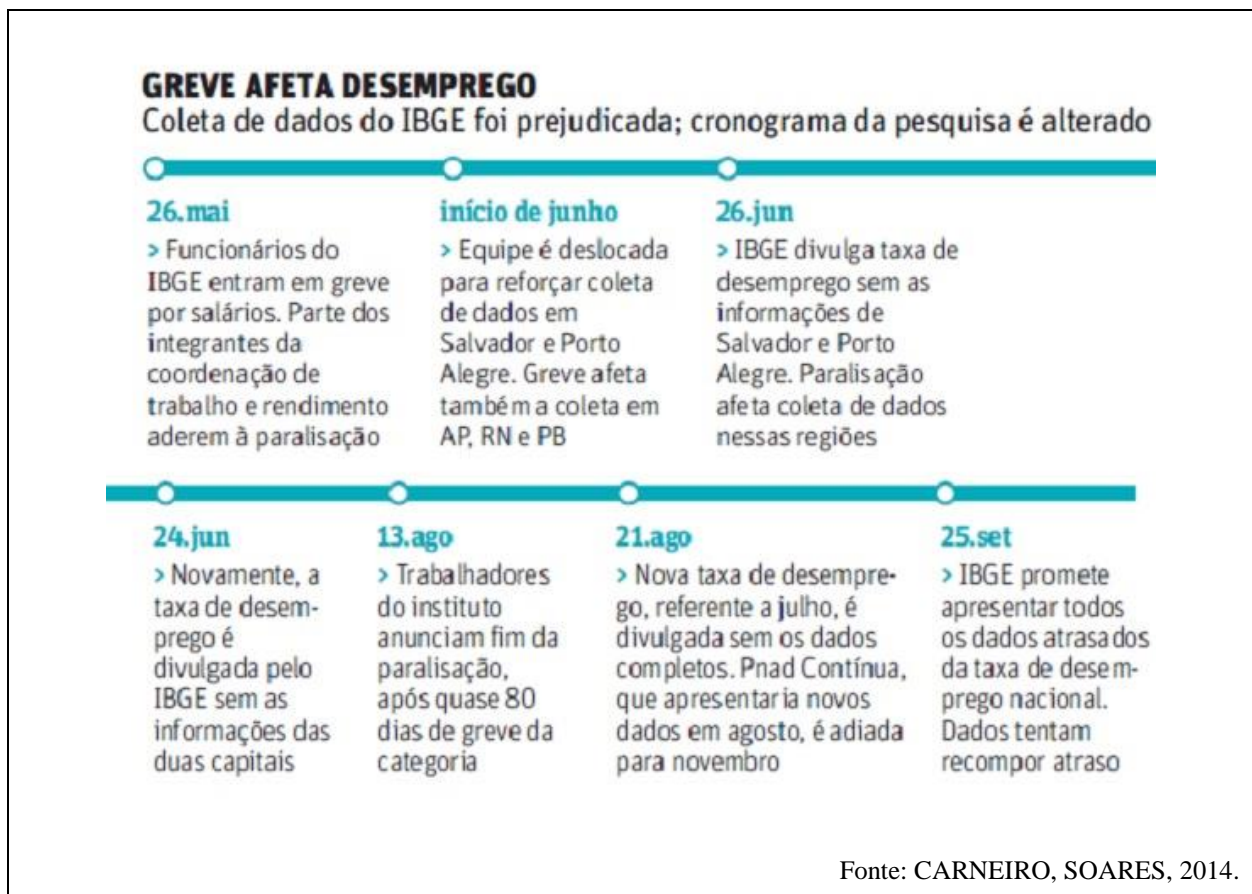 GREVE AFETA DESEMPREGO
Coleta de dados do IBGE foi prejudicada; cronograma da pesquisa é alterado
26.mai
> Funcionários do
IBGE entram em greve
por salários. Parte dos
integrantes da
coordenação de
trabalho e rendimento
aderem à paralisação
início de junho
> Equipe é deslocada
para reforçar coleta
de dados em
Salvador e Porto
Alegre. Greve afeta
também a coleta em
AP, RN e PB
26.jun
> IBGE divulga taxa de
desemprego sem as
informações de
Salvador e Porto
Alegre. Paralisação
afeta coleta de dados
nessas regiões
24.jun
> Novamente, a
taxa de desem-
prego é
divulgada pelo
IBGE sem as
informações das
duas capitais
13.ago
> Trabalhadores
do instituto
anunciam fim da
paralisação,
após quase 80
dias de greve da
categoria
21.ago
> Nova taxa de desempre-
go, referente a julho, é
divulgada sem os dados
completos. Pnad Contínua,
que apresentaria novos
dados em agosto, é adiada
para novembro
25.set
> IBGE promete
apresentar todos
os dados atrasados
da taxa de desem-
prego nacional.
Dados tentam
recompor atraso
Fonte: CARNEIRO, SOARES, 2014.